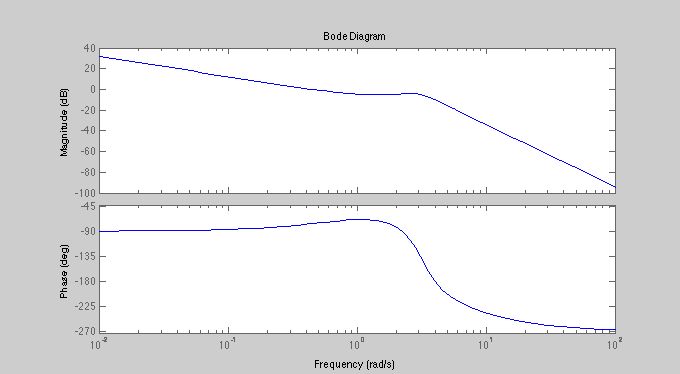 Bode Diagram
Magnitude (dB)
40
20
0
-20
-40
-60
-80
-100
Phase (deg)
-45
-90
-135
-180
-225
-270
10^-2 10^-1 10^0 10^1 10^2
Frequency (rad/s)